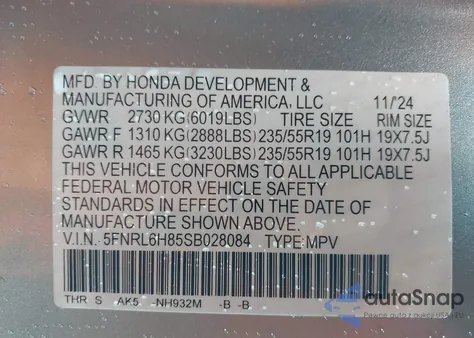 MFD. BY HONDA DEVELOPMENT &
MANUFACTURING OF AMERICA, LLC 11/'24
GVWR 2730 KG(6019LBS) TIRE SIZE RIM SIZE
GAWR F 1310 KG(2888LBS) 235/55R19 101H 19X7.5J
GAWR R 1465 KG(3230LBS) 235/55R19 101H 19X7.5J
THIS VEHICLE CONFORMS TO ALL APPLICABLE
FEDERAL MOTOR VEHICLE SAFETY
STANDARDS IN EFFECT ON THE DATE OF
MANUFACTURE SHOWN ABOVE.
V.I.N. 5FNRL6H85SB028084 TYPE:MPV
THR S AK5 -NH932M -B -B
autoSnap